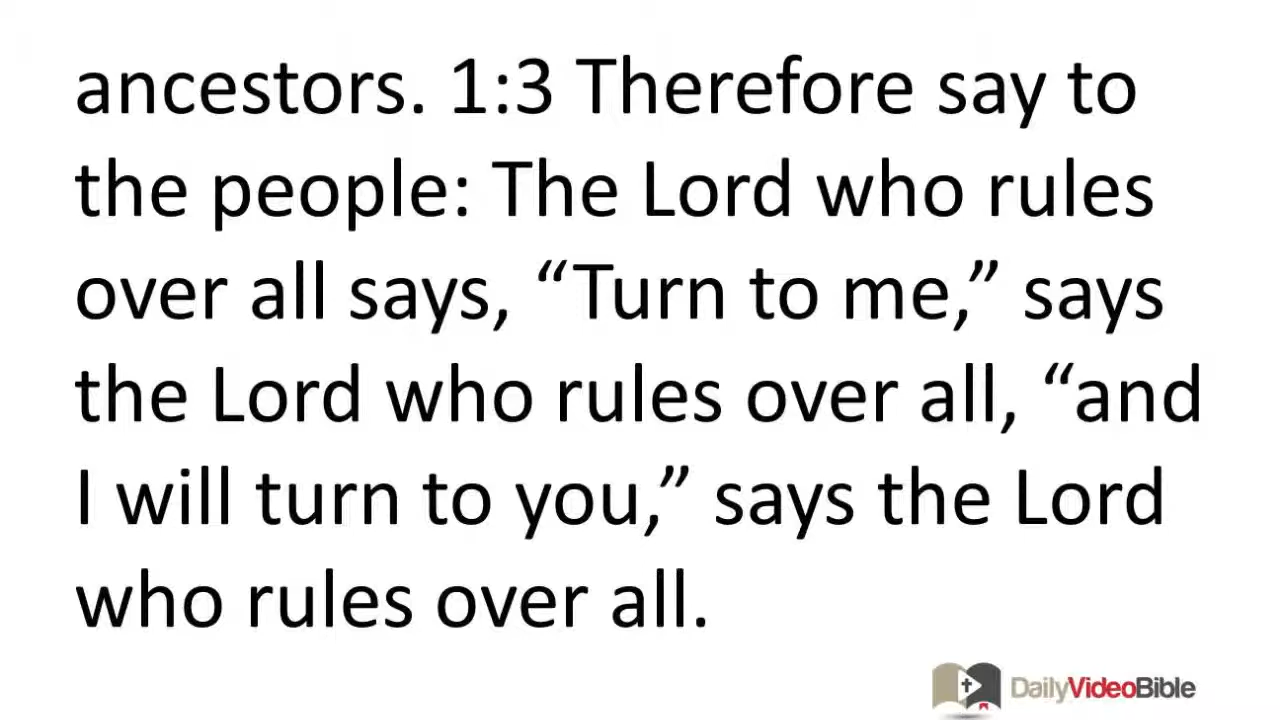 ancestors. 1:3 Therefore say to
the people: The Lord who rules
over all says, “Turn to me,” says
the Lord who rules over all, “and
I will turn to you,” says the Lord
who rules over all.
DailyVideoBible